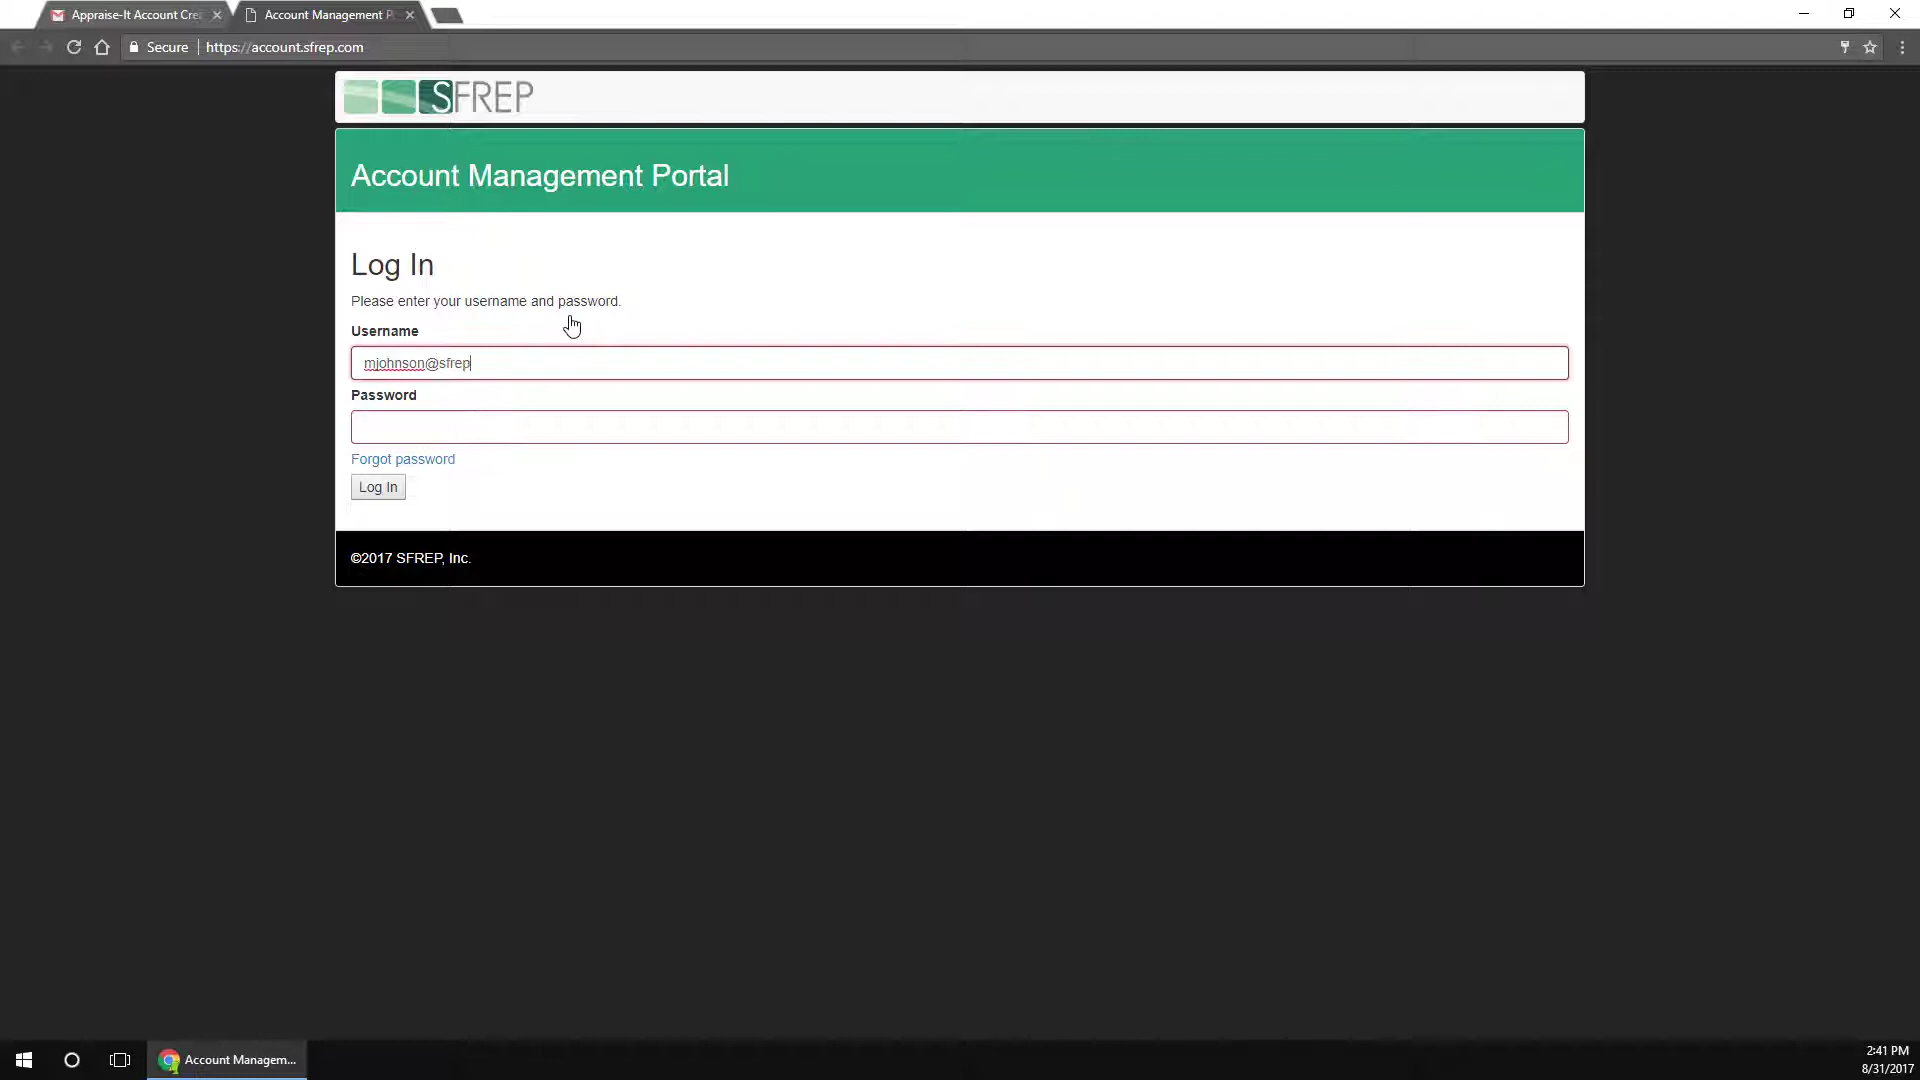 Appraise-It Account Cre
Account Management P
Secure
https://account.sfrep.com
SFREP
Account Management Portal
Log In
Please enter your username and password.
Username
mjohnson@sfrep
Password
Forgot password
Log In
©2017 SFREP, Inc.
Account Managem...
2:41 PM
8/31/2017